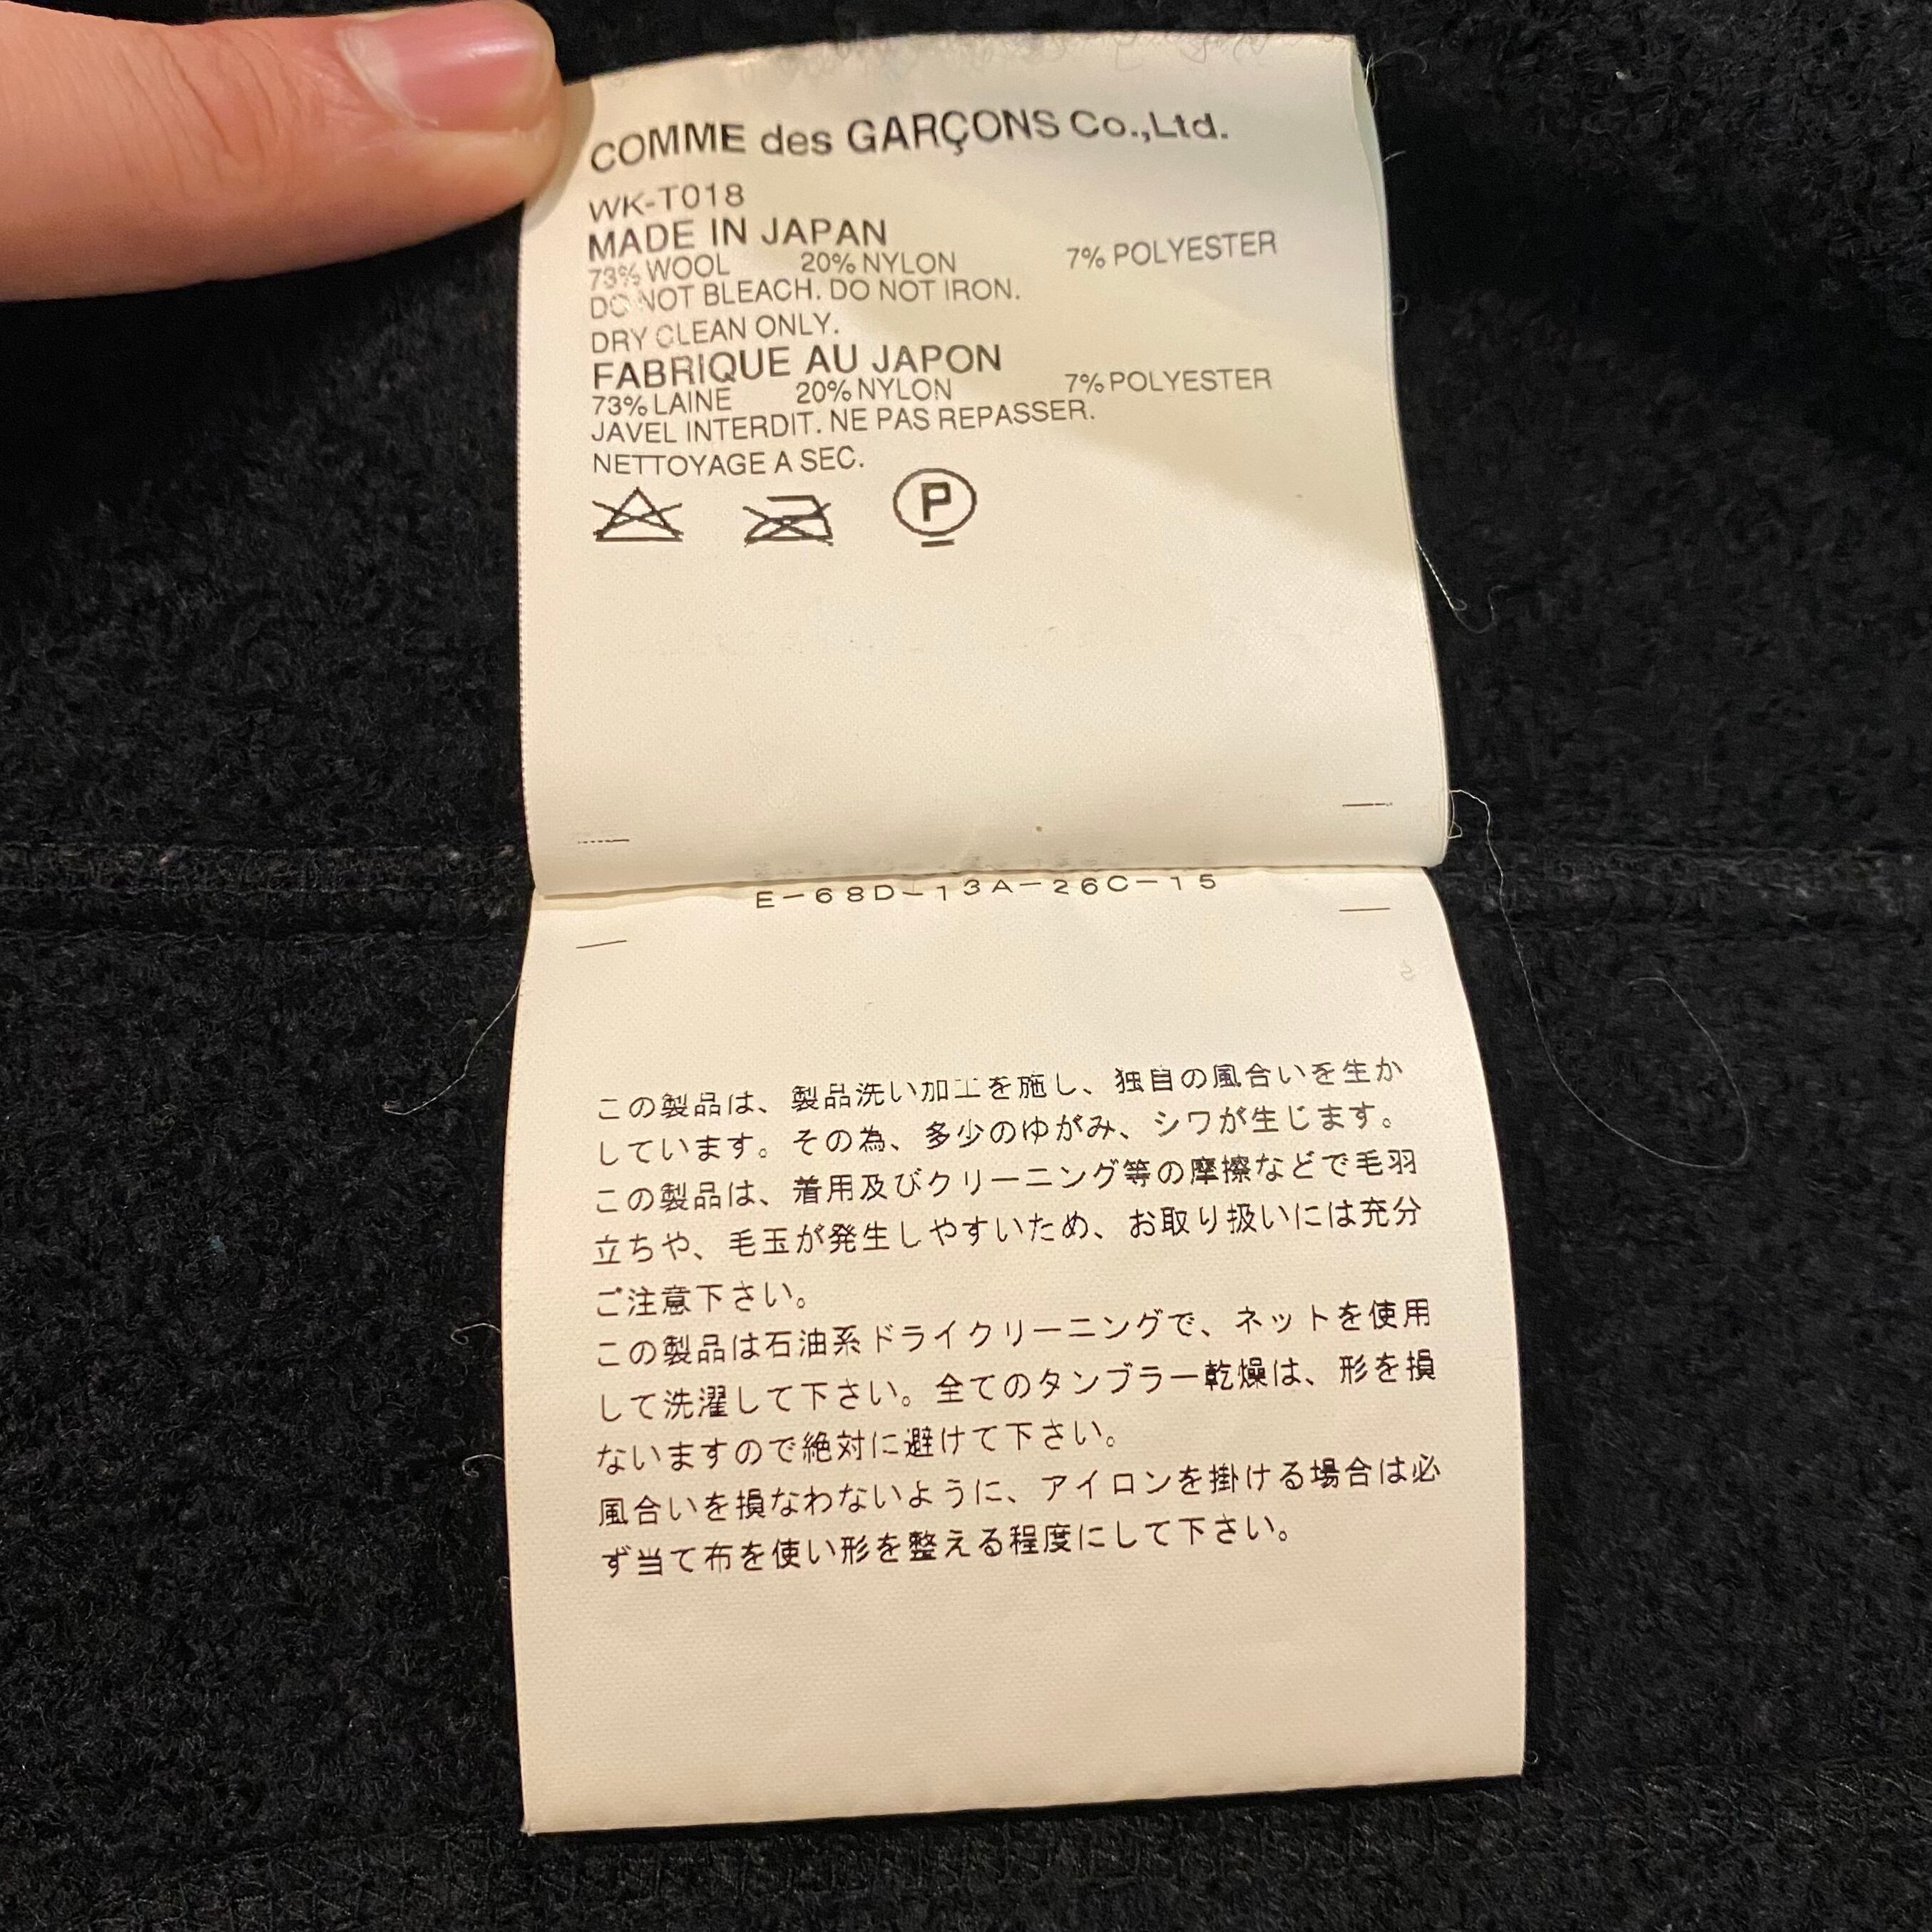 COMME des GARÇONS Co.,Ltd.
WK-T018
MADE IN JAPAN
73% WOOL 20% NYLON 7% POLYESTER
DO NOT BLEACH. DO NOT IRON.
DRY CLEAN ONLY.
FABRIQUE AU JAPON
73% LAINE 20% NYLON 7% POLYESTER
JAVEL INTERDIT. NE PAS REPASSER.
NETTOYAGE A SEC.
P
E-68D-13A-26C-15
この製品は、製品洗い加工を施し、独自の風合いを生か
しています。その為、多少のゆがみ、シワが生じます。
この製品は、着用及びクリーニング等の摩擦などで毛羽
立ちや、毛玉が発生しやすいため、お取り扱いには充分
ご注意下さい。
この製品は石油系ドライクリーニングで、ネットを使用
して洗濯して下さい。全てのタンブラー乾燥は、形を損
ないますので絶対に避けて下さい。
風合いを損なわないように、アイロンを掛ける場合は必
ず当て布を使い形を整える程度にして下さい。